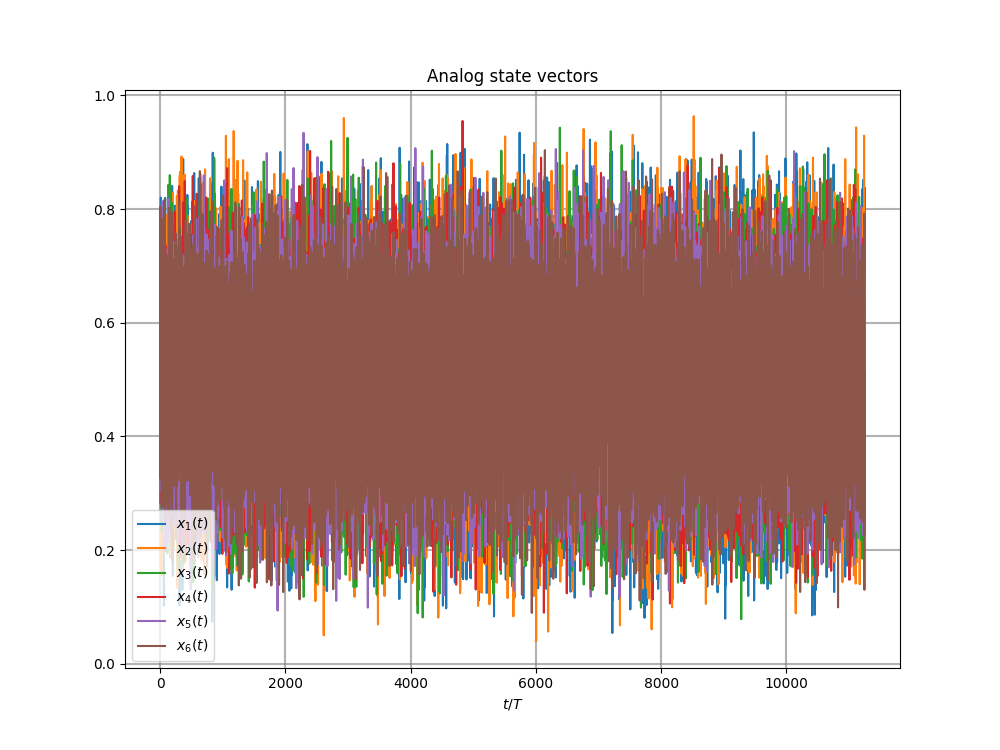 Analog state vectors
1.0
0.8
0.6
0.4
0.2
0.0
x₁(t)
x₂(t)
x₃(t)
x₄(t)
x₅(t)
x₆(t)
0 2000 4000 6000 8000 10000
t/T